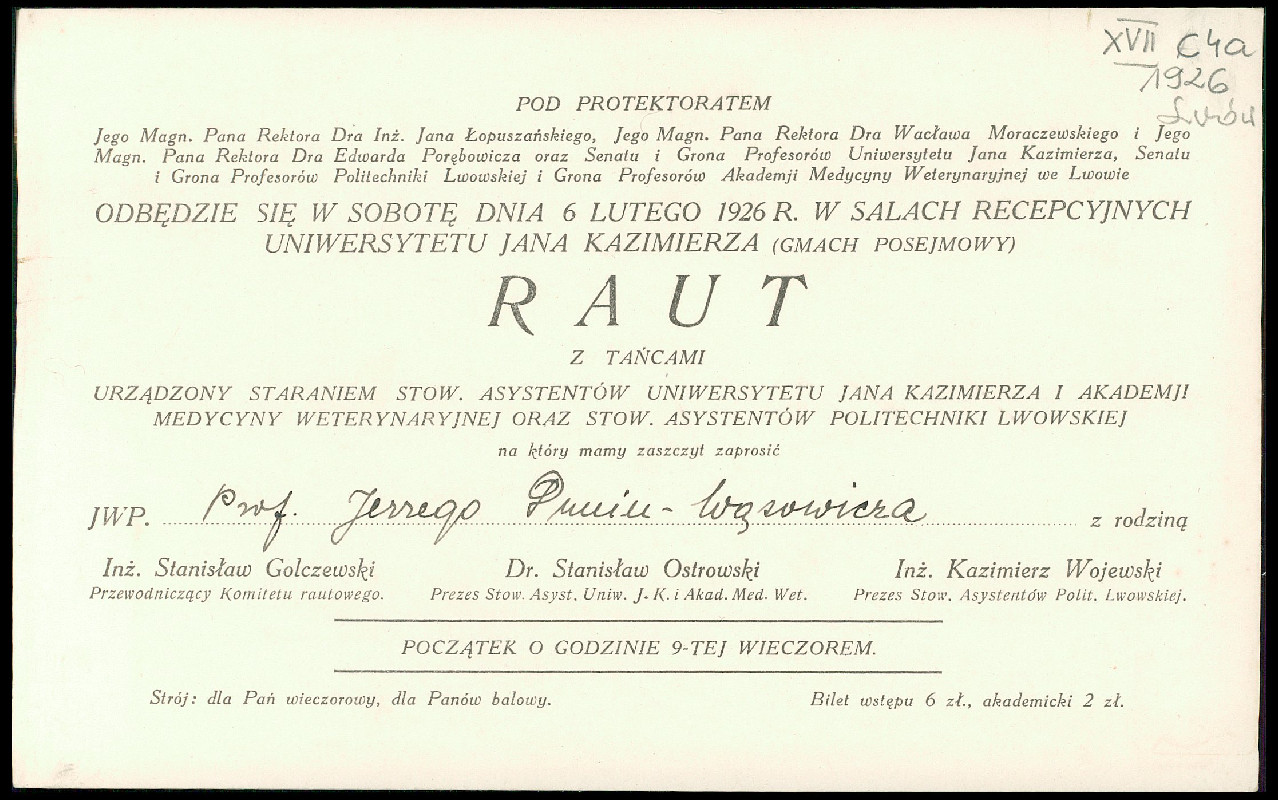 XVII C4a
1926
Lwów
POD PROTEKTORATEM
Jego Magn. Pana Rektora Dra Inż. Jana Łopuszańskiego, Jego Magn. Pana Rektora Dra Wacława Moraczewskiego i Jego
Magn. Pana Rektora Dra Edwarda Porębowicza oraz Senatu i Grona Profesorów Uniwersytetu Jana Kazimierza, Senatu
i Grona Profesorów Politechniki Lwowskiej i Grona Profesorów Akademji Medycyny Weterynaryjnej we Lwowie
ODBĘDZIE SIĘ W SOBOTĘ DNIA 6 LUTEGO 1926 R. W SALACH RECEPCYJNYCH
UNIWERSYTETU JANA KAZIMIERZA (GMACH POSEJMOWY)
RAUT
Z TAŃCAMI
URZĄDZONY STARANIEM STOW. ASYSTENTÓW UNIWERSYTETU JANA KAZIMIERZA I AKADEMJI
MEDYCYNY WETERYNARYJNEJ ORAZ STOW. ASYSTENTÓW POLITECHNIKI LWOWSKIEJ
na który mamy zaszczyt zaprosić
JWP. Prof. Jerzego Dunin-Wąsowicza z rodziną
Inż. Stanisław Golczewski Dr. Stanisław Ostrowski Inż. Kazimierz Wojewski
Przewodniczący Komitetu rautowego. Prezes Stow. Asyst. Uniw. J. K. i Akad. Med. Wet. Prezes Stow. Asystentów Polit. Lwowskiej.
POCZĄTEK O GODZINIE 9-TEJ WIECZOREM.
Strój: dla Pań wieczorowy, dla Panów balowy. Bilet wstępu 6 zł., akademicki 2 zł.